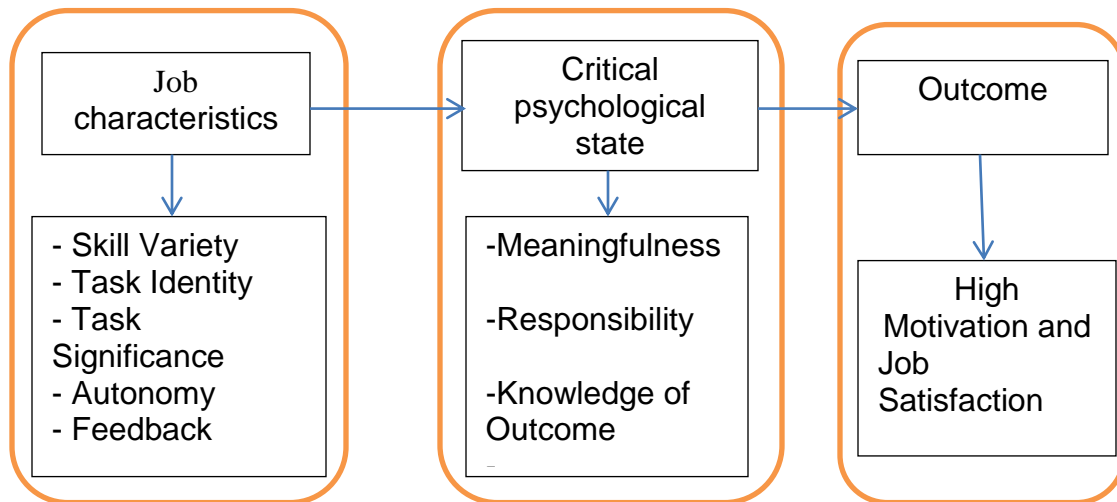 Job
characteristics
Critical
psychological
state
Outcome
- Skill Variety
- Task Identity
- Task
Significance
- Autonomy
- Feedback
-Meaningfulness
-Responsibility
-Knowledge of
Outcome
-
High
Motivation and
Job
Satisfaction